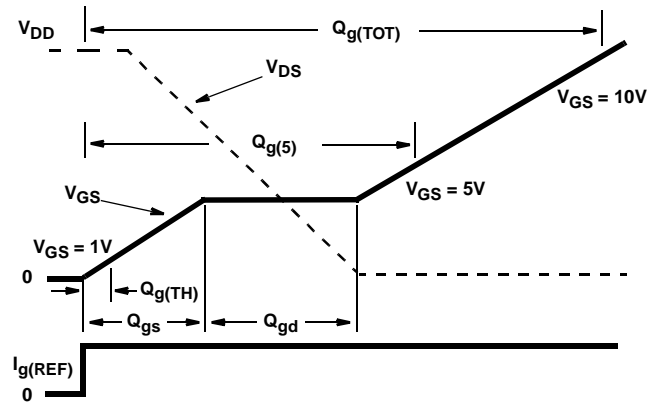 V_DD
Q_g(TOT)
V_DS
V_GS = 10V
Q_g(5)
V_GS
V_GS = 5V
V_GS = 1V
0
Q_g(TH)
Q_gs
Q_gd
I_g(REF)
0